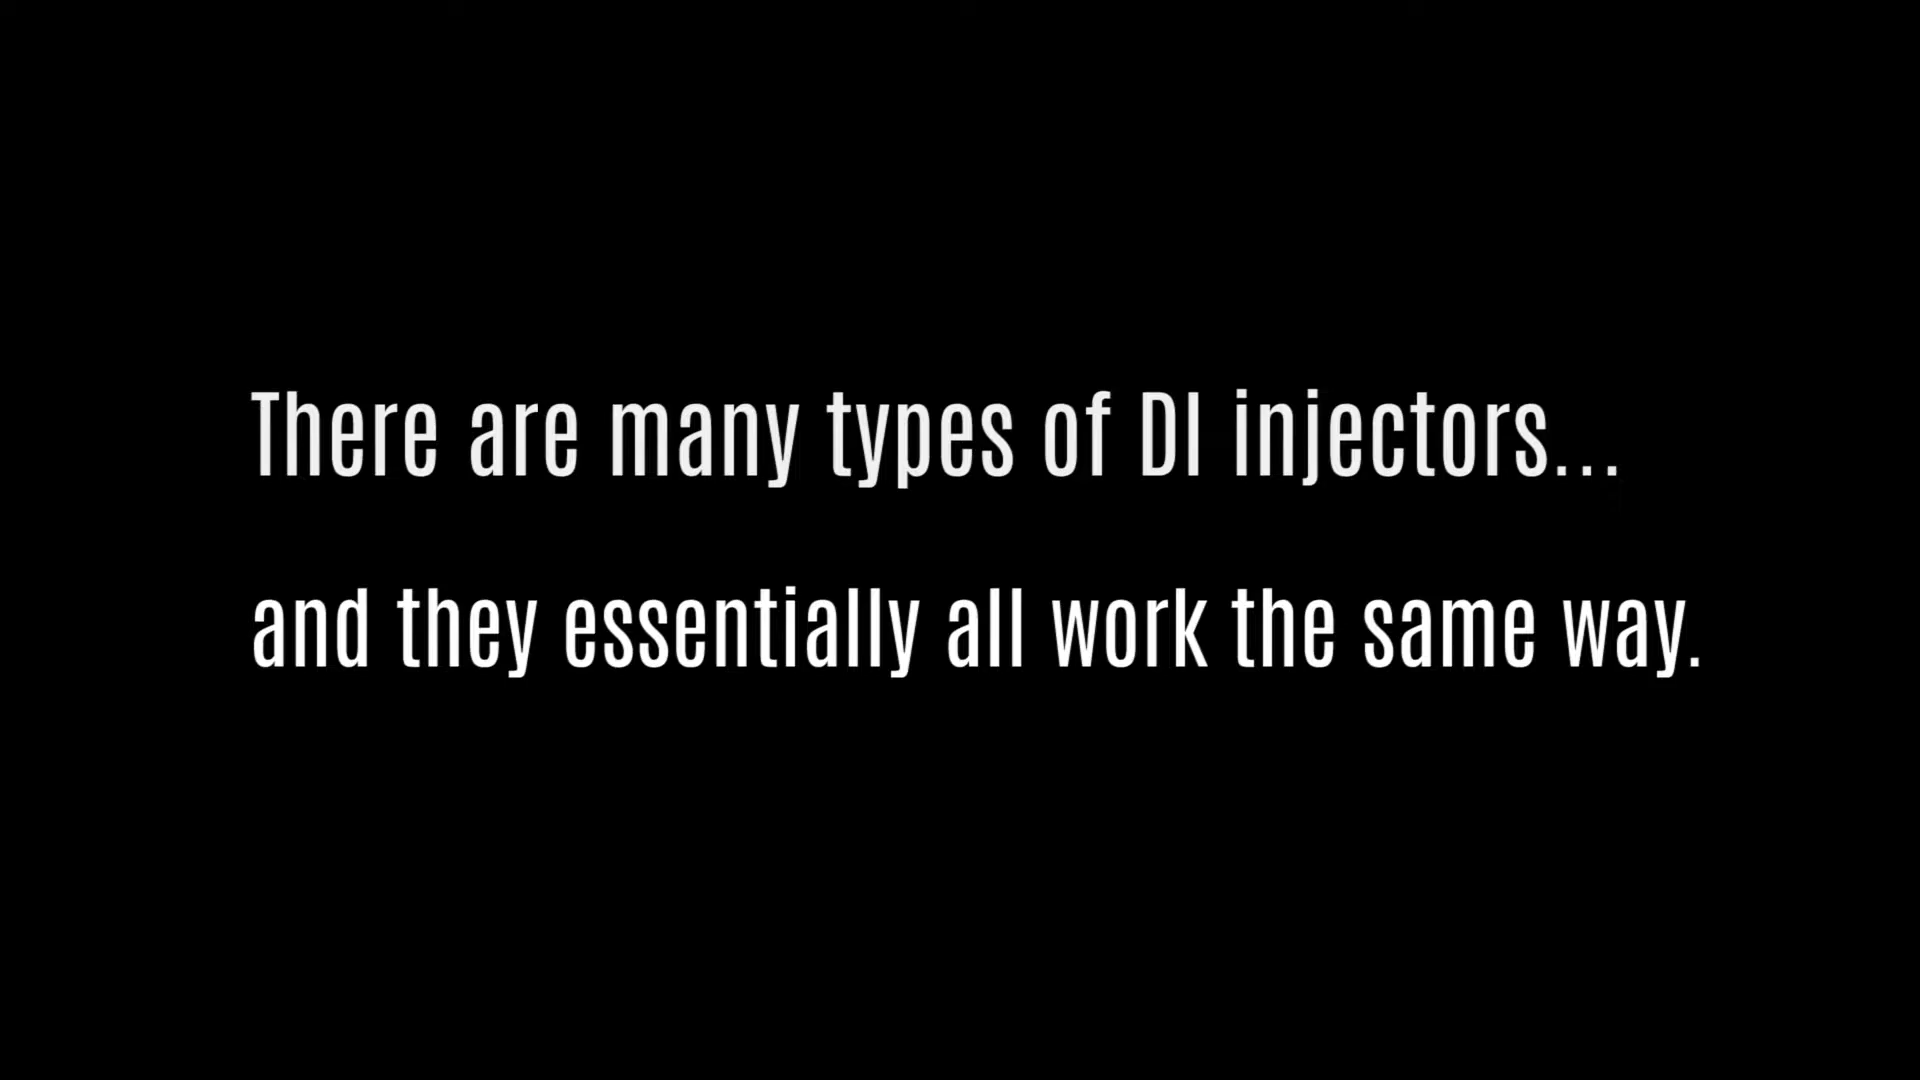 There are many types of DI injectors...
and they essentially all work the same way.